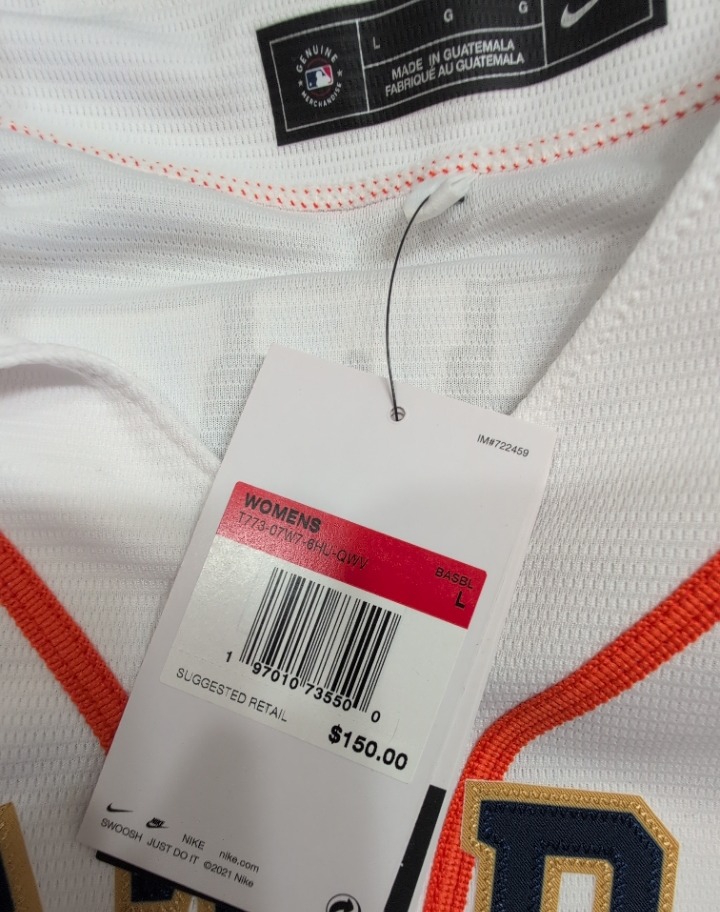 GENUINE
MERCHANDISE
L G G
MADE IN GUATEMALA
FABRIQUÉ AU GUATEMALA
IM#722459
WOMENS
T773-07W7-6HU-QWV
BASBL
L
1 97010 73550 0
SUGGESTED RETAIL
$150.00
SWOOSH JUST DO IT NIKE nike.com
©2021 Nike